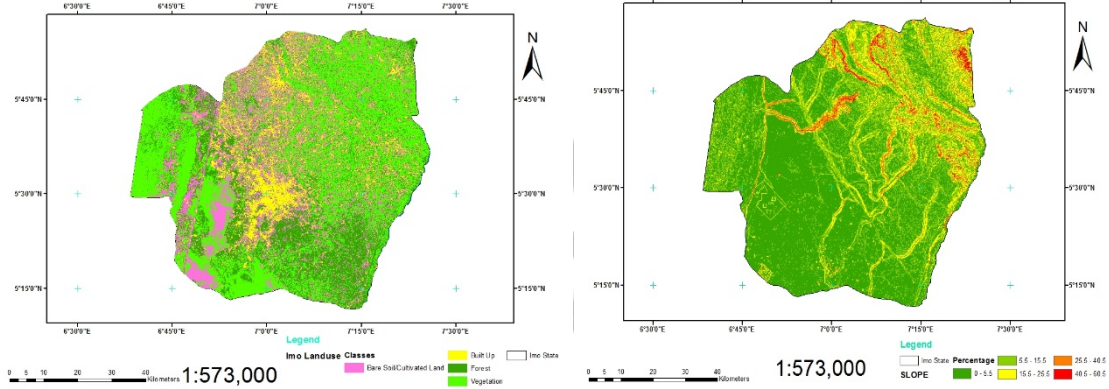 6°30'0"E 6°45'0"E 7°0'0"E 7°15'0"E 7°30'0"E
N
5°45'0"N 5°45'0"N
5°30'0"N 5°30'0"N
5°15'0"N 5°15'0"N
6°30'0"E 6°45'0"E 7°0'0"E 7°15'0"E 7°30'0"E
Legend
Imo Landuse Classes
Bare Soil/Cultivated Land
Built Up
Forest
Vegetation
Imo State
0 5 10 20 30 40
Kilometers
1:573,000
6°30'0"E 6°45'0"E 7°0'0"E 7°15'0"E
N
5°45'0"N 5°45'0"N
5°30'0"N 5°30'0"N
5°15'0"N 5°15'0"N
6°30'0"E 6°45'0"E 7°0'0"E 7°15'0"E
Legend
Imo State Percentage
SLOPE
0 - 5.5
5.5 - 15.5
15.5 - 25.5
25.5 - 40.5
40.5 - 60.5
0 5 10 20 30 40
Kilometers
1:573,000